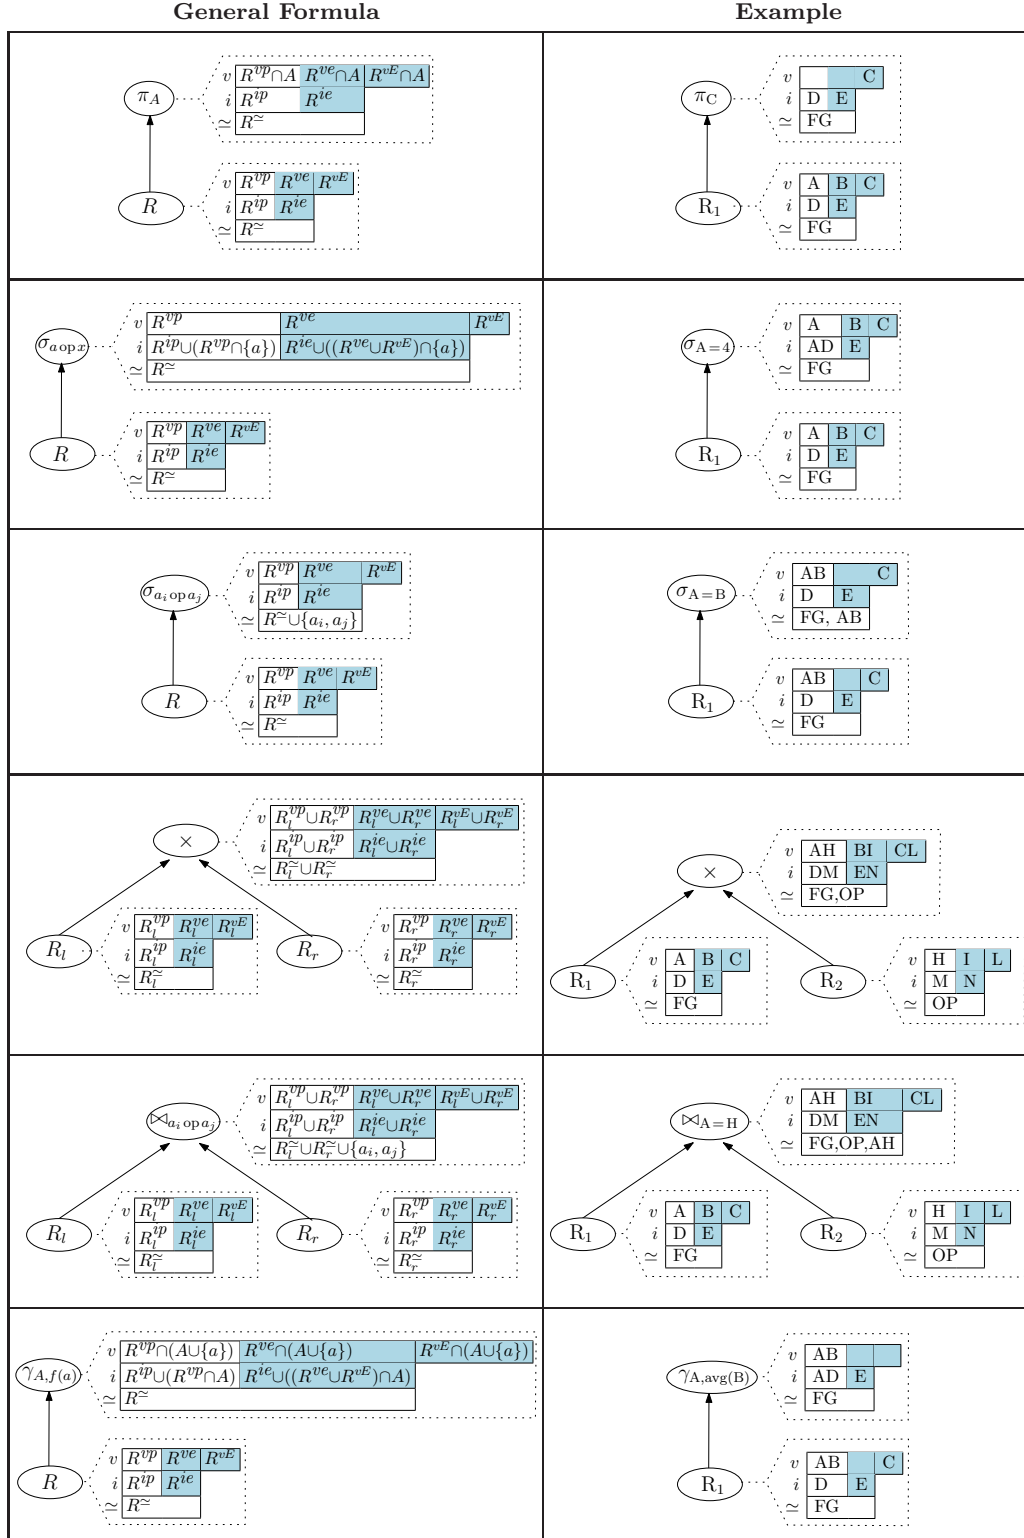 General Formula Example
π_A
v R^{vp}∩A R^{ve}∩A R^{vE}∩A
i R^{ip} R^{ie}
≃ R^≃
R
v R^{vp} R^{ve} R^{vE}
i R^{ip} R^{ie}
≃ R^≃
π_C
v C
i D E
≃ FG
R_1
v A B C
i D E
≃ FG
σ_{a op x}
v R^{vp} R^{ve} R^{vE}
i R^{ip}∪(R^{vp}∩{a}) R^{ie}∪((R^{ve}∪R^{vE})∩{a})
≃ R^≃
R
v R^{vp} R^{ve} R^{vE}
i R^{ip} R^{ie}
≃ R^≃
σ_{A=4}
v A B C
i AD E
≃ FG
R_1
v A B C
i D E
≃ FG
σ_{a_i op a_j}
v R^{vp} R^{ve} R^{vE}
i R^{ip} R^{ie}
≃ R^≃∪{a_i, a_j}
R
v R^{vp} R^{ve} R^{vE}
i R^{ip} R^{ie}
≃ R^≃
σ_{A=B}
v AB C
i D E
≃ FG, AB
R_1
v AB C
i D E
≃ FG
×
v R_l^{vp}∪R_r^{vp} R_l^{ve}∪R_r^{ve} R_l^{vE}∪R_r^{vE}
i R_l^{ip}∪R_r^{ip} R_l^{ie}∪R_r^{ie}
≃ R_l^≃∪R_r^≃
R_l
v R_l^{vp} R_l^{ve} R_l^{vE}
i R_l^{ip} R_l^{ie}
≃ R_l^≃
R_r
v R_r^{vp} R_r^{ve} R_r^{vE}
i R_r^{ip} R_r^{ie}
≃ R_r^≃
×
v AH BI CL
i DM EN
≃ FG,OP
R_1
v A B C
i D E
≃ FG
R_2
v H I L
i M N
≃ OP
⋈_{a_i op a_j}
v R_l^{vp}∪R_r^{vp} R_l^{ve}∪R_r^{ve} R_l^{vE}∪R_r^{vE}
i R_l^{ip}∪R_r^{ip} R_l^{ie}∪R_r^{ie}
≃ R_l^≃∪R_r^≃∪{a_i, a_j}
R_l
v R_l^{vp} R_l^{ve} R_l^{vE}
i R_l^{ip} R_l^{ie}
≃ R_l^≃
R_r
v R_r^{vp} R_r^{ve} R_r^{vE}
i R_r^{ip} R_r^{ie}
≃ R_r^≃
⋈_{A=H}
v AH BI CL
i DM EN
≃ FG,OP,AH
R_1
v A B C
i D E
≃ FG
R_2
v H I L
i M N
≃ OP
γ_{A,f(a)}
v R^{vp}∩(A∪{a}) R^{ve}∩(A∪{a}) R^{vE}∩(A∪{a})
i R^{ip}∪(R^{vp}∩A) R^{ie}∪((R^{ve}∪R^{vE})∩A)
≃ R^≃
R
v R^{vp} R^{ve} R^{vE}
i R^{ip} R^{ie}
≃ R^≃
γ_{A,avg(B)}
v AB
i AD E
≃ FG
R_1
v AB C
i D E
≃ FG